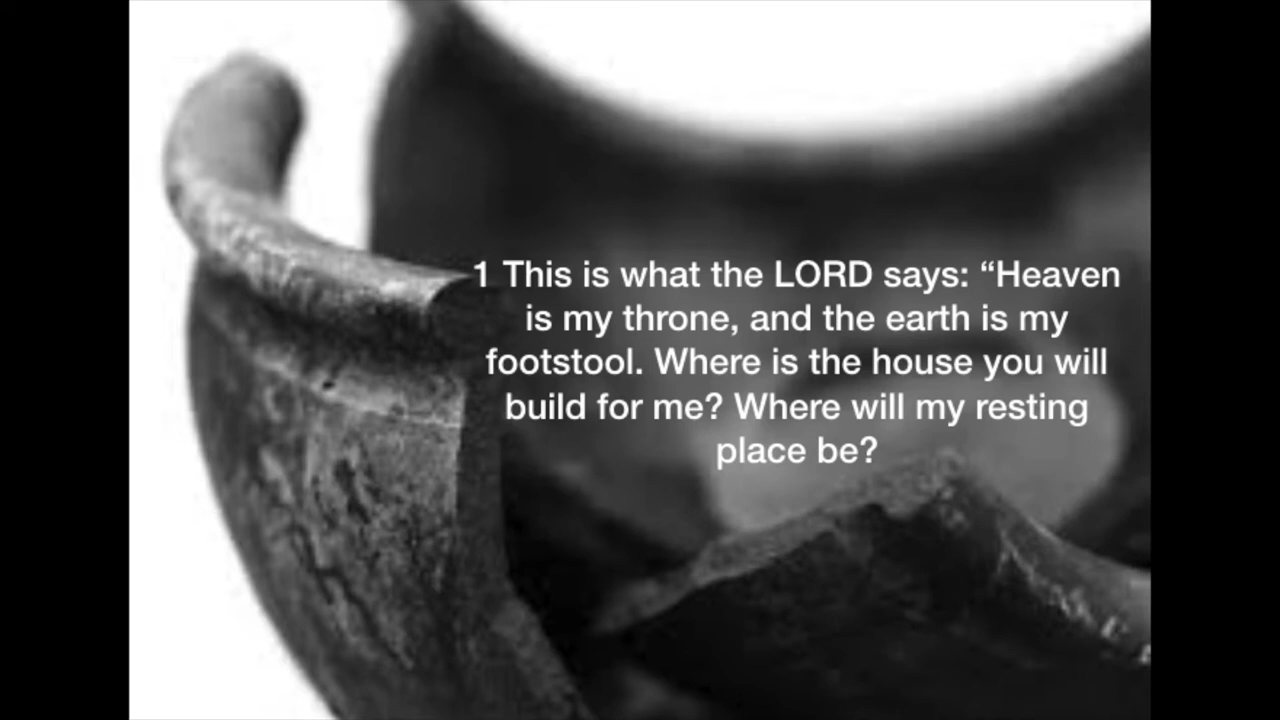 1 This is what the LORD says: “Heaven
is my throne, and the earth is my
footstool. Where is the house you will
build for me? Where will my resting
place be?